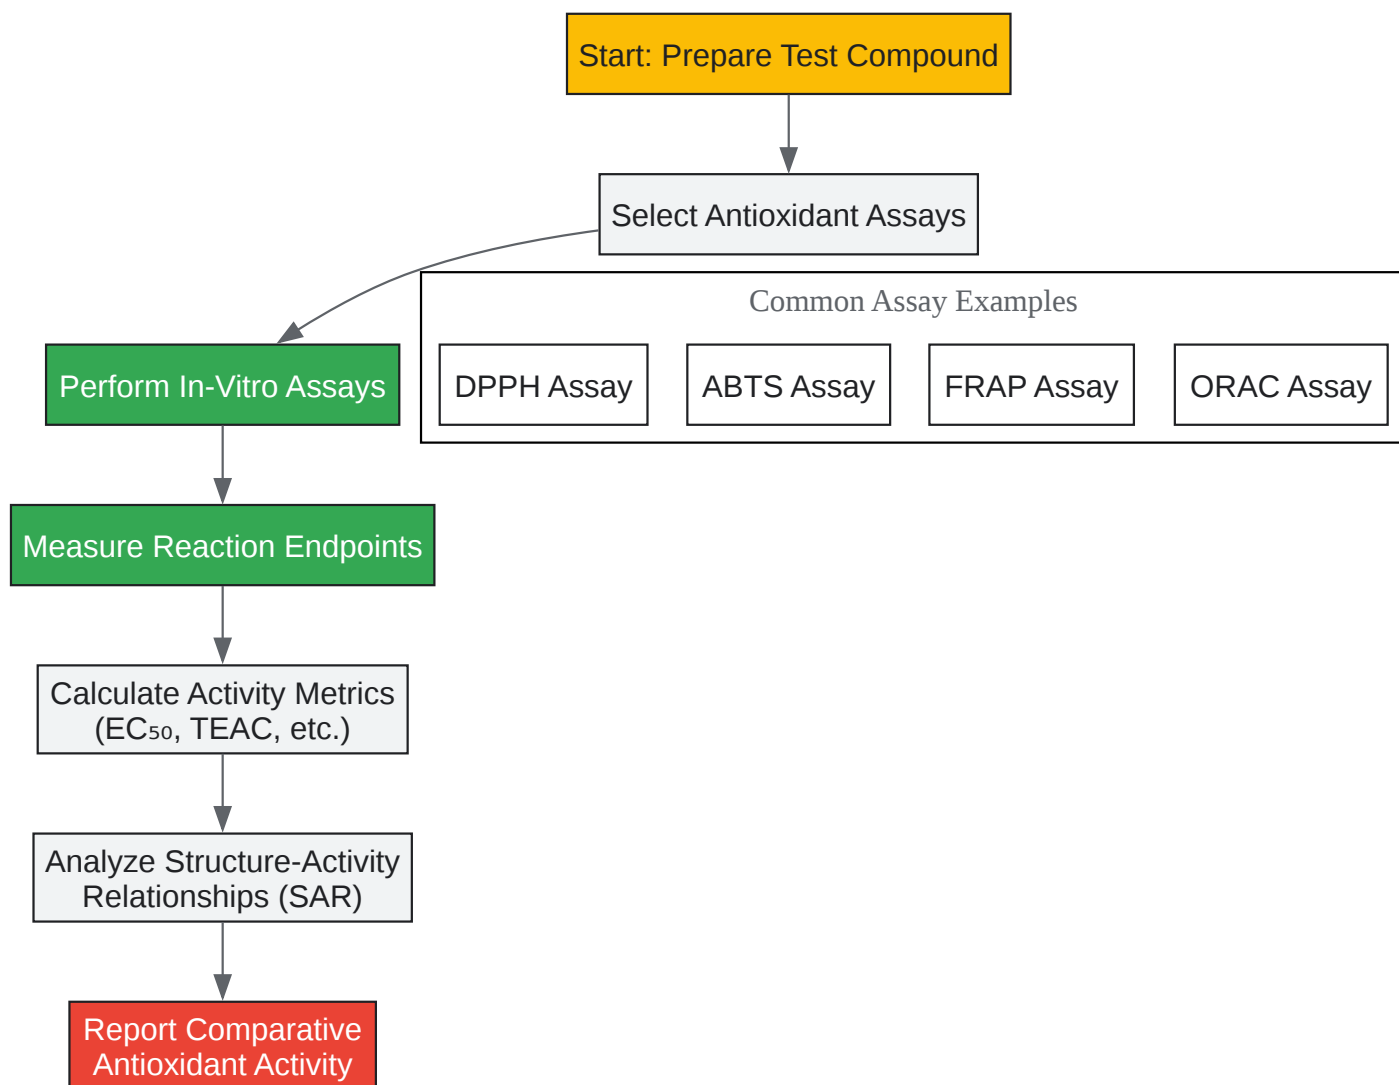 Start: Prepare Test Compound
Select Antioxidant Assays
Common Assay Examples
Perform In-Vitro Assays
DPPH Assay
ABTS Assay
FRAP Assay
ORAC Assay
Measure Reaction Endpoints
Calculate Activity Metrics
(EC₅₀, TEAC, etc.)
Analyze Structure-Activity
Relationships (SAR)
Report Comparative
Antioxidant Activity